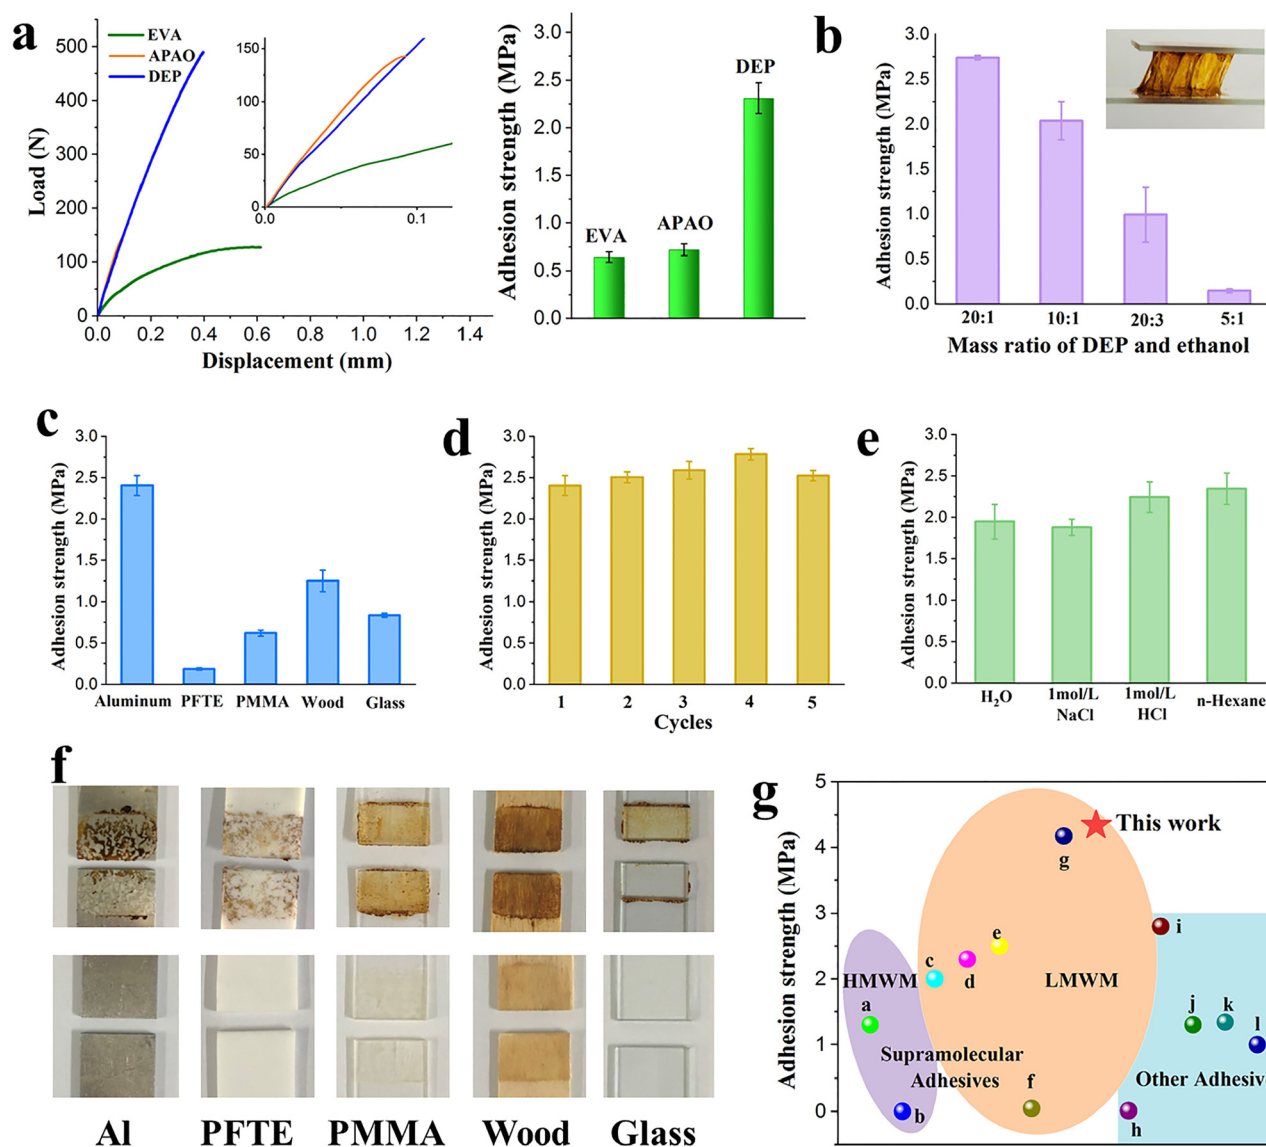 a
EVA
APAO
DEP
500
400
300
200
100
0
Load (N)
0.0 0.2 0.4 0.6 0.8 1.0 1.2 1.4
Displacement (mm)
150
100
50
0
0.0 0.1
Adhesion strength (MPa)
3.0
2.5
2.0
1.5
1.0
0.5
0.0
EVA
APAO
DEP
b
Adhesion strength (MPa)
3.0
2.5
2.0
1.5
1.0
0.5
0.0
20:1 10:1 20:3 5:1
Mass ratio of DEP and ethanol
c
Adhesion strength (MPa)
3.0
2.5
2.0
1.5
1.0
0.5
0.0
Aluminum PFTE PMMA Wood Glass
d
Adhesion strength (MPa)
3.0
2.5
2.0
1.5
1.0
0.5
0.0
1 2 3 4 5
Cycles
e
Adhesion strength (MPa)
3.0
2.5
2.0
1.5
1.0
0.5
0.0
H₂O
1mol/L
NaCl
1mol/L
HCl
n-Hexane
f
Al PFTE PMMA Wood Glass
g
Adhesion strength (MPa)
5
4
3
2
1
0
This work
g
i
e
c
d
HMWM
LMWM
a
j
k
l
Supramolecular
Adhesives
Other Adhesive
f
b
h